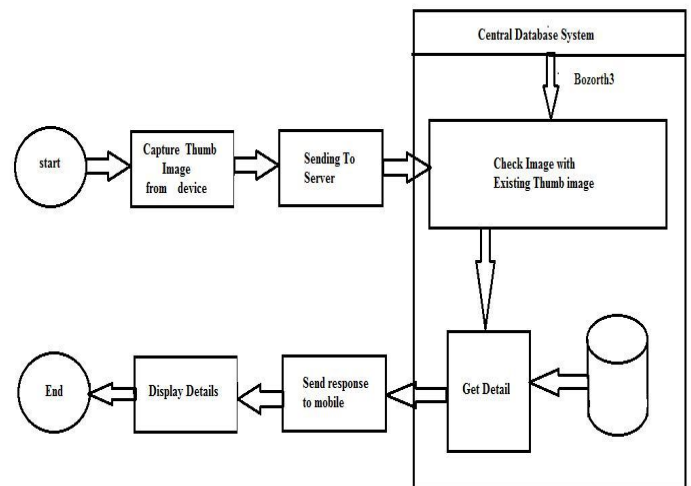 Central Database System
Bozorth3
start
Capture Thumb
Image
from device
Sending To
Server
Check Image with
Existing Thumb image
End
Display Details
Send response
to mobile
Get Detail